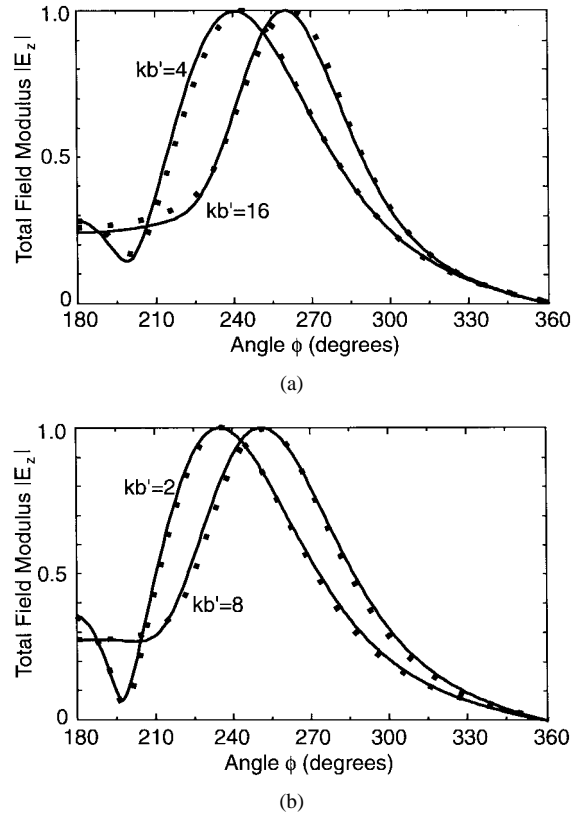 Total Field Modulus |E_z|
1.0
0.5
0
kb'=4
kb'=16
180 210 240 270 300 330 360
Angle ϕ (degrees)
(a)
Total Field Modulus |E_z|
1.0
0.5
0
kb'=2
kb'=8
180 210 240 270 300 330 360
Angle ϕ (degrees)
(b)